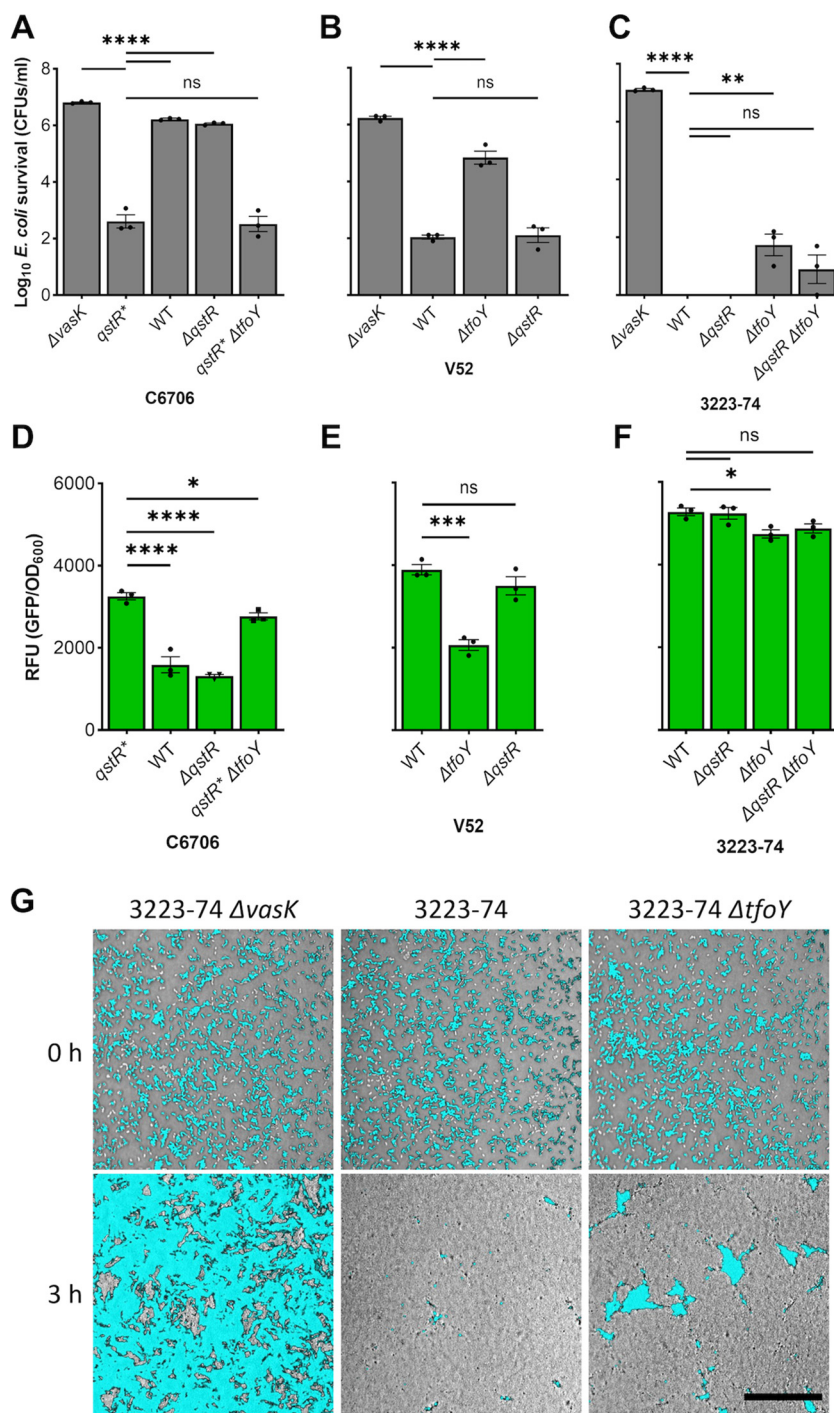 A
B
C
****
ns
****
ns
****
**
ns
Log₁₀ E. coli survival (CFUs/ml)
8
6
4
2
0
ΔvasK
qstR*
WT
ΔqstR
qstR* ΔtfoY
ΔvasK
WT
ΔtfoY
ΔqstR
ΔvasK
WT
ΔqstR
ΔtfoY
ΔqstR ΔtfoY
C6706
V52
3223-74
D
E
F
*
****
****
ns
***
ns
*
RFU (GFP/OD₆₀₀)
6000
4000
2000
0
qstR*
WT
ΔqstR
qstR* ΔtfoY
WT
ΔtfoY
ΔqstR
WT
ΔqstR
ΔtfoY
ΔqstR ΔtfoY
C6706
V52
3223-74
G
3223-74 ΔvasK
3223-74
3223-74 ΔtfoY
0 h
3 h